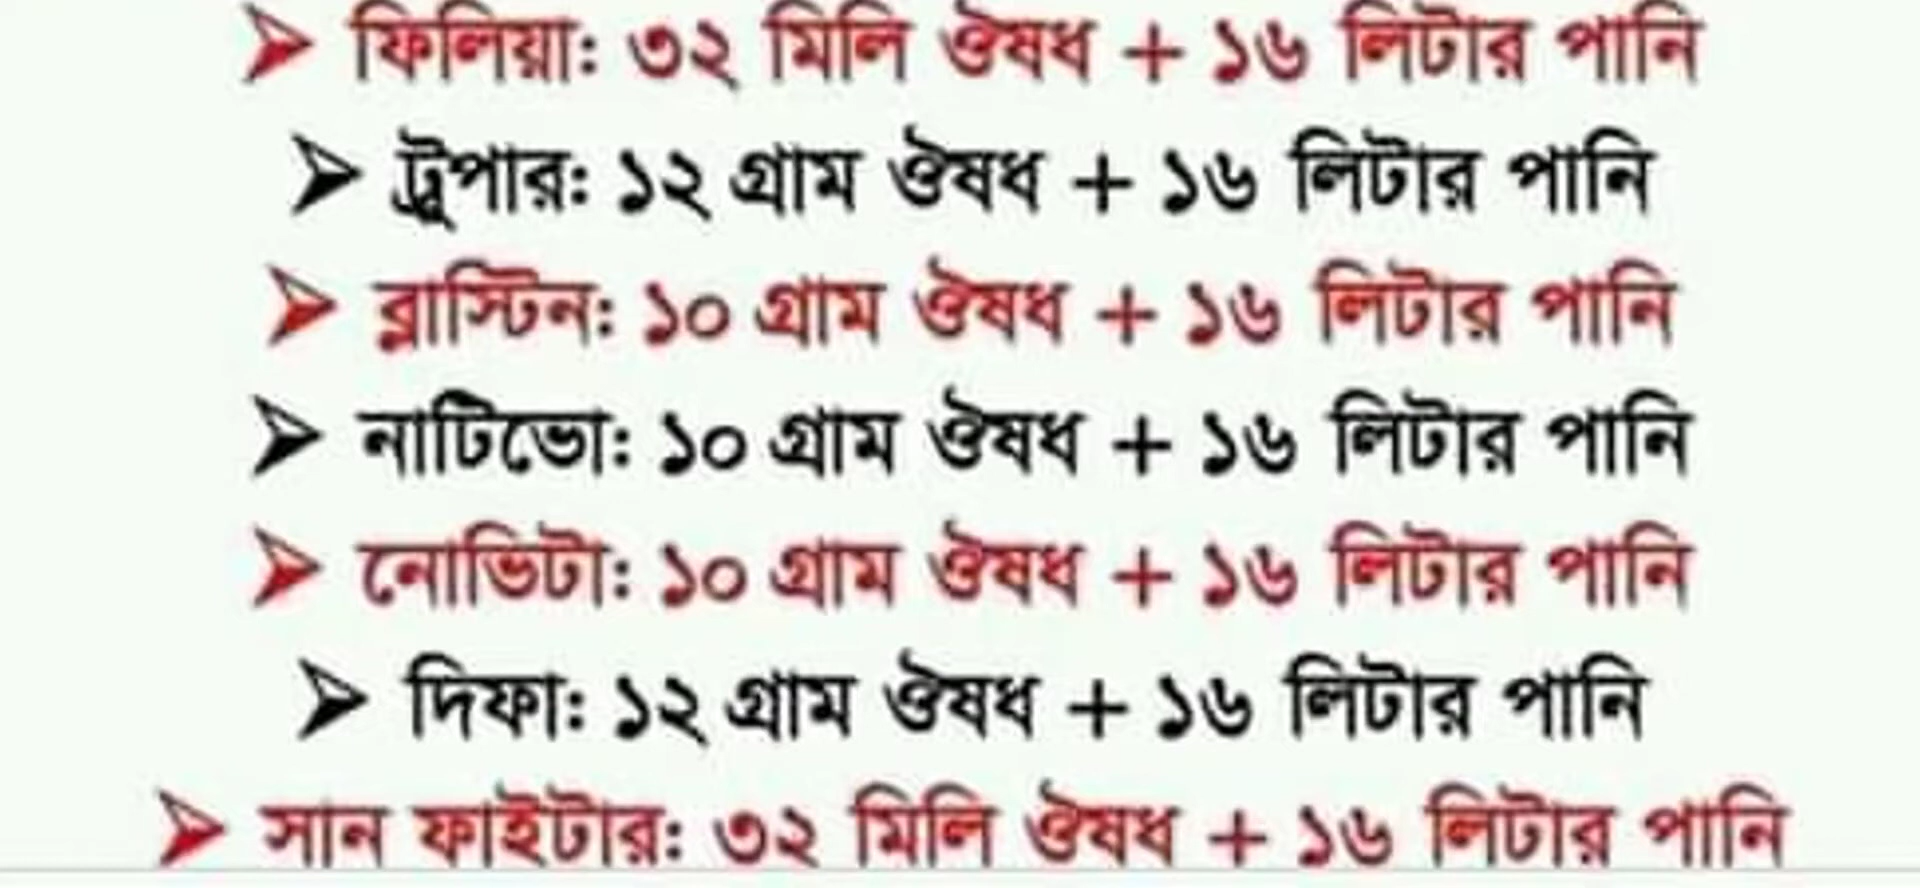 ➢ ফিলিয়া: ৩২ মিলি ঔষধ + ১৬ লিটার পানি
➢ ট্রুপার: ১২ গ্রাম ঔষধ + ১৬ লিটার পানি
➢ ব্লাস্টিন: ১০ গ্রাম ঔষধ + ১৬ লিটার পানি
➢ নাটিভো: ১০ গ্রাম ঔষধ + ১৬ লিটার পানি
➢ নোভিটা: ১০ গ্রাম ঔষধ + ১৬ লিটার পানি
➢ দিফা: ১২ গ্রাম ঔষধ + ১৬ লিটার পানি
➢ সান ফাইটার: ৩২ মিলি ঔষধ + ১৬ লিটার পানি